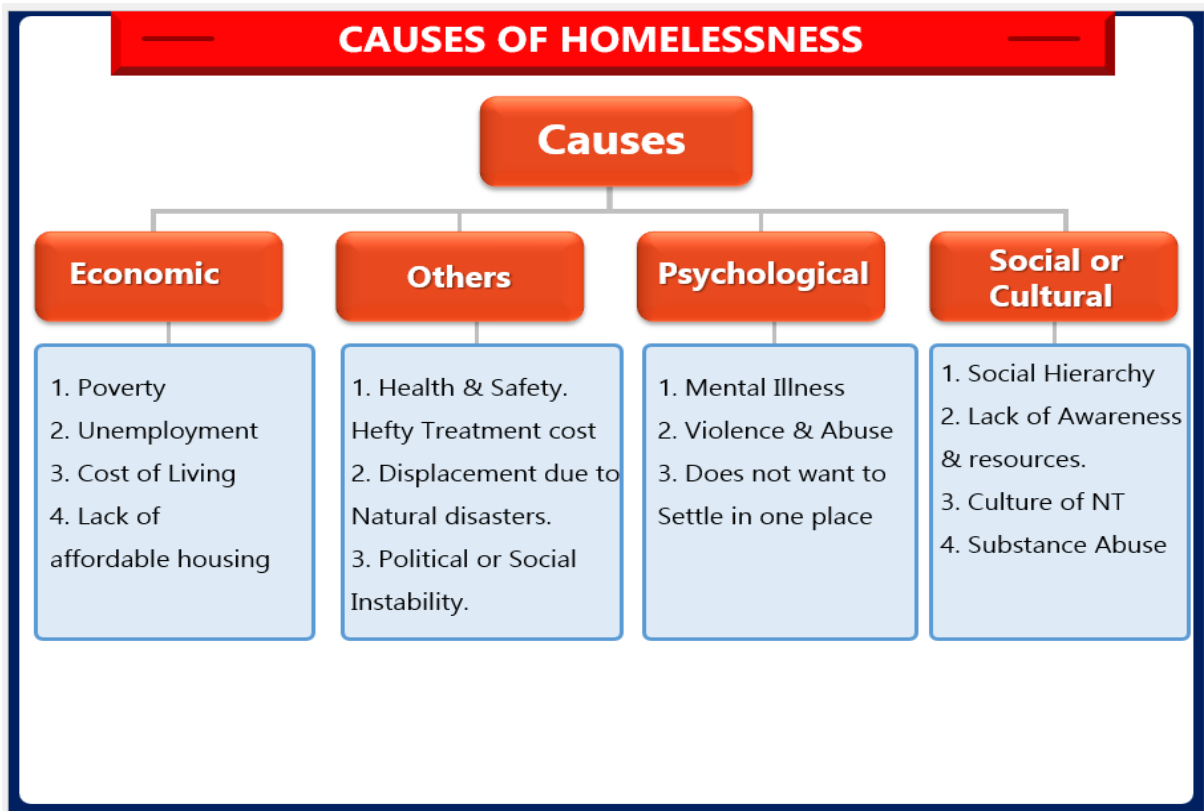 CAUSES OF HOMELESSNESS
Causes
Economic
1. Poverty
2. Unemployment
3. Cost of Living
4. Lack of
affordable housing
Others
1. Health & Safety.
Hefty Treatment cost
2. Displacement due to
Natural disasters.
3. Political or Social
Instability.
Psychological
1. Mental Illness
2. Violence & Abuse
3. Does not want to
Settle in one place
Social or
Cultural
1. Social Hierarchy
2. Lack of Awareness
& resources.
3. Culture of NT
4. Substance Abuse